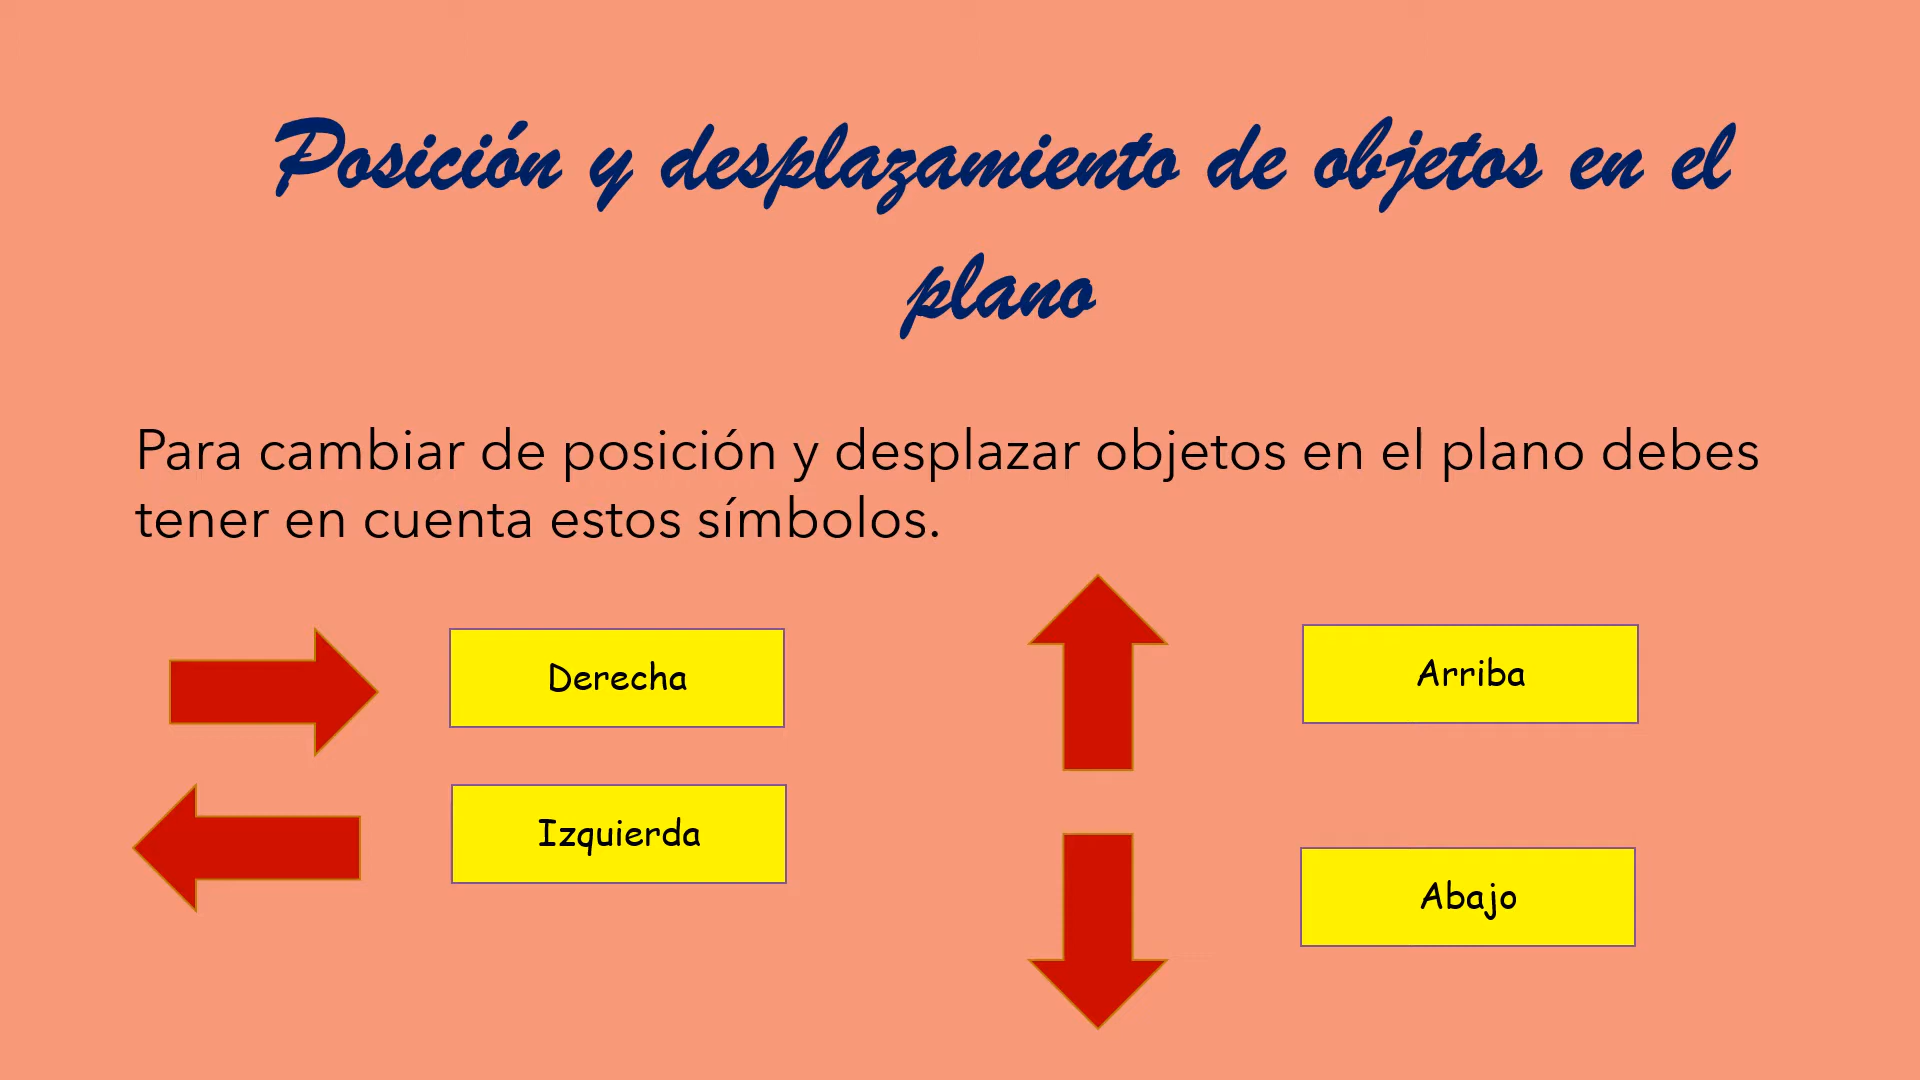 Posición y desplazamiento de objetos en el
plano
Para cambiar de posición y desplazar objetos en el plano debes
tener en cuenta estos símbolos.
Derecha
Izquierda
Arriba
Abajo